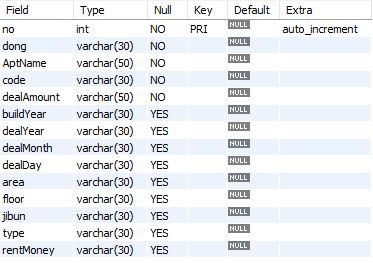 Field Type Null Key Default Extra
no int NO PRI NULL auto_increment
dong varchar(30) NO NULL
AptName varchar(50) NO NULL
code varchar(30) NO NULL
dealAmount varchar(50) NO NULL
buildYear varchar(30) YES NULL
dealYear varchar(30) YES NULL
dealMonth varchar(30) YES NULL
dealDay varchar(30) YES NULL
area varchar(30) YES NULL
floor varchar(30) YES NULL
jibun varchar(30) YES NULL
type varchar(30) YES NULL
rentMoney varchar(30) YES NULL